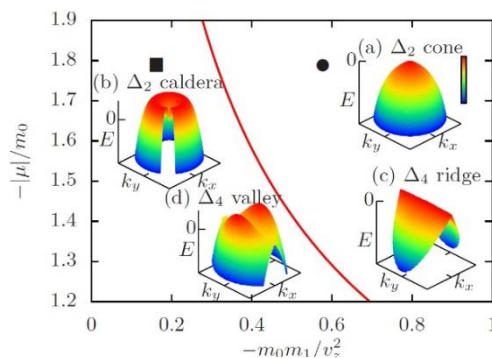 1.9
1.8
1.7
1.6
1.5
1.4
1.3
1.2
−|μ|/m₀
(a) Δ₂ cone
0
E
k_y
k_x
(b) Δ₂ caldera
0
E
k_y
k_x
(c) Δ₄ ridge
0
E
k_y
k_x
(d) Δ₄ valley
0
E
k_y
k_x
0 0.2 0.4 0.6 0.8 1
−m₀m₁/v²